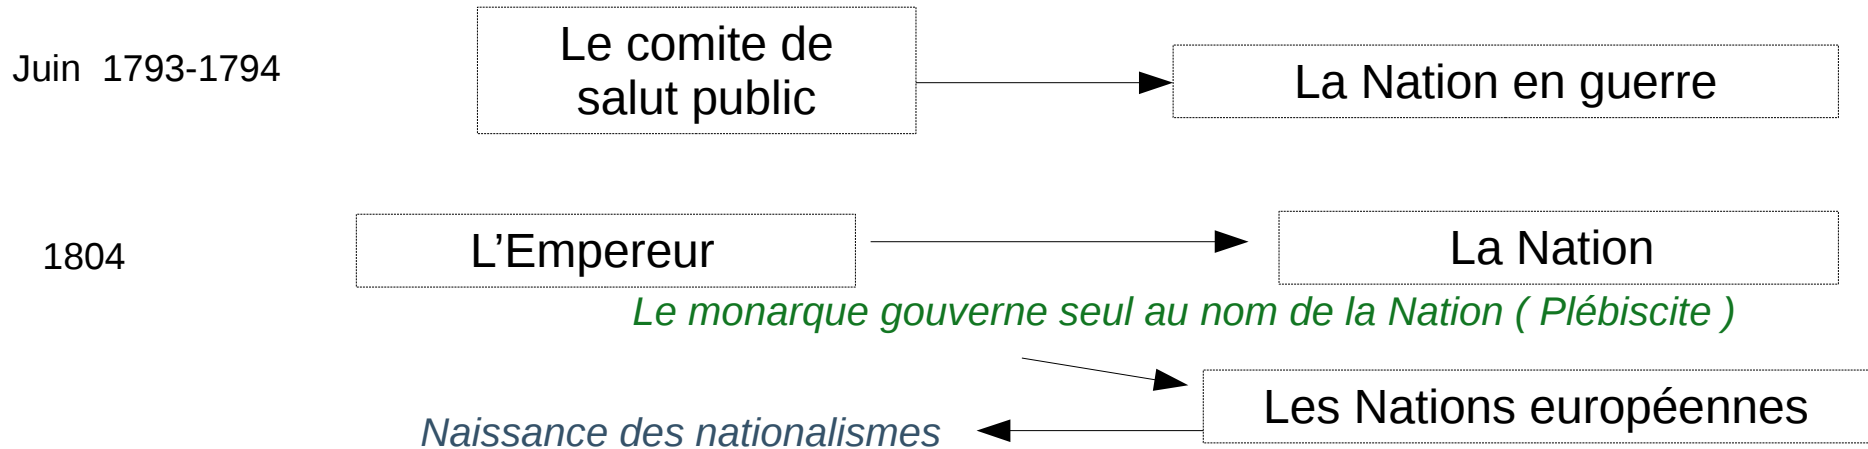 Juin 1793-1794
Le comite de
salut public
La Nation en guerre
1804
L’Empereur
La Nation
Le monarque gouverne seul au nom de la Nation ( Plébiscite )
Les Nations européennes
Naissance des nationalismes